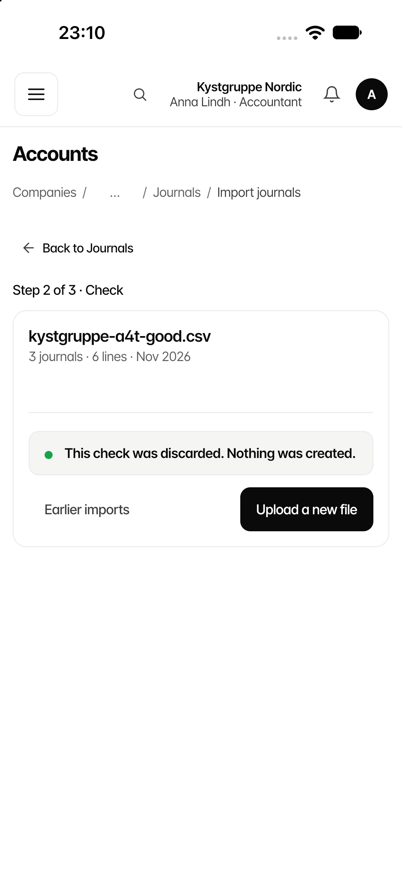 23:10
Kystgruppe Nordic
Anna Lindh · Accountant
A
Accounts
Companies / ... / Journals / Import journals
← Back to Journals
Step 2 of 3 · Check
kystgruppe-a4t-good.csv
3 journals · 6 lines · Nov 2026
This check was discarded. Nothing was created.
Earlier imports
Upload a new file